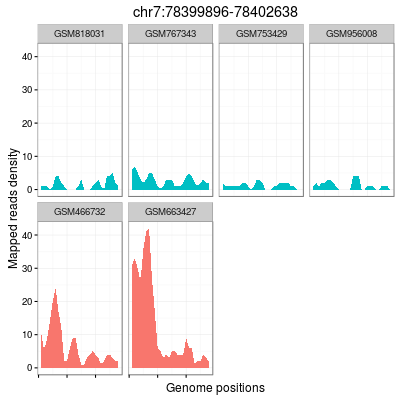 chr7:78399896-78402638
GSM818031 GSM767343 GSM753429 GSM956008
40
30
20
10
0
Mapped reads density
GSM466732 GSM663427
40
30
20
10
0
Genome positions